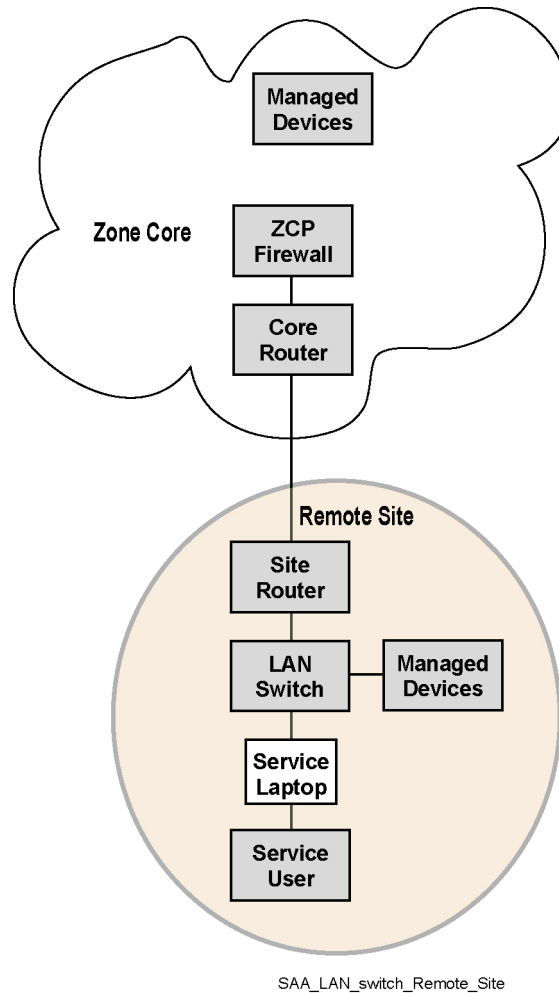 Managed
Devices
Zone Core
ZCP
Firewall
Core
Router
Remote Site
Site
Router
LAN
Switch
Managed
Devices
Service
Laptop
Service
User
SAA_LAN_switch_Remote_Site